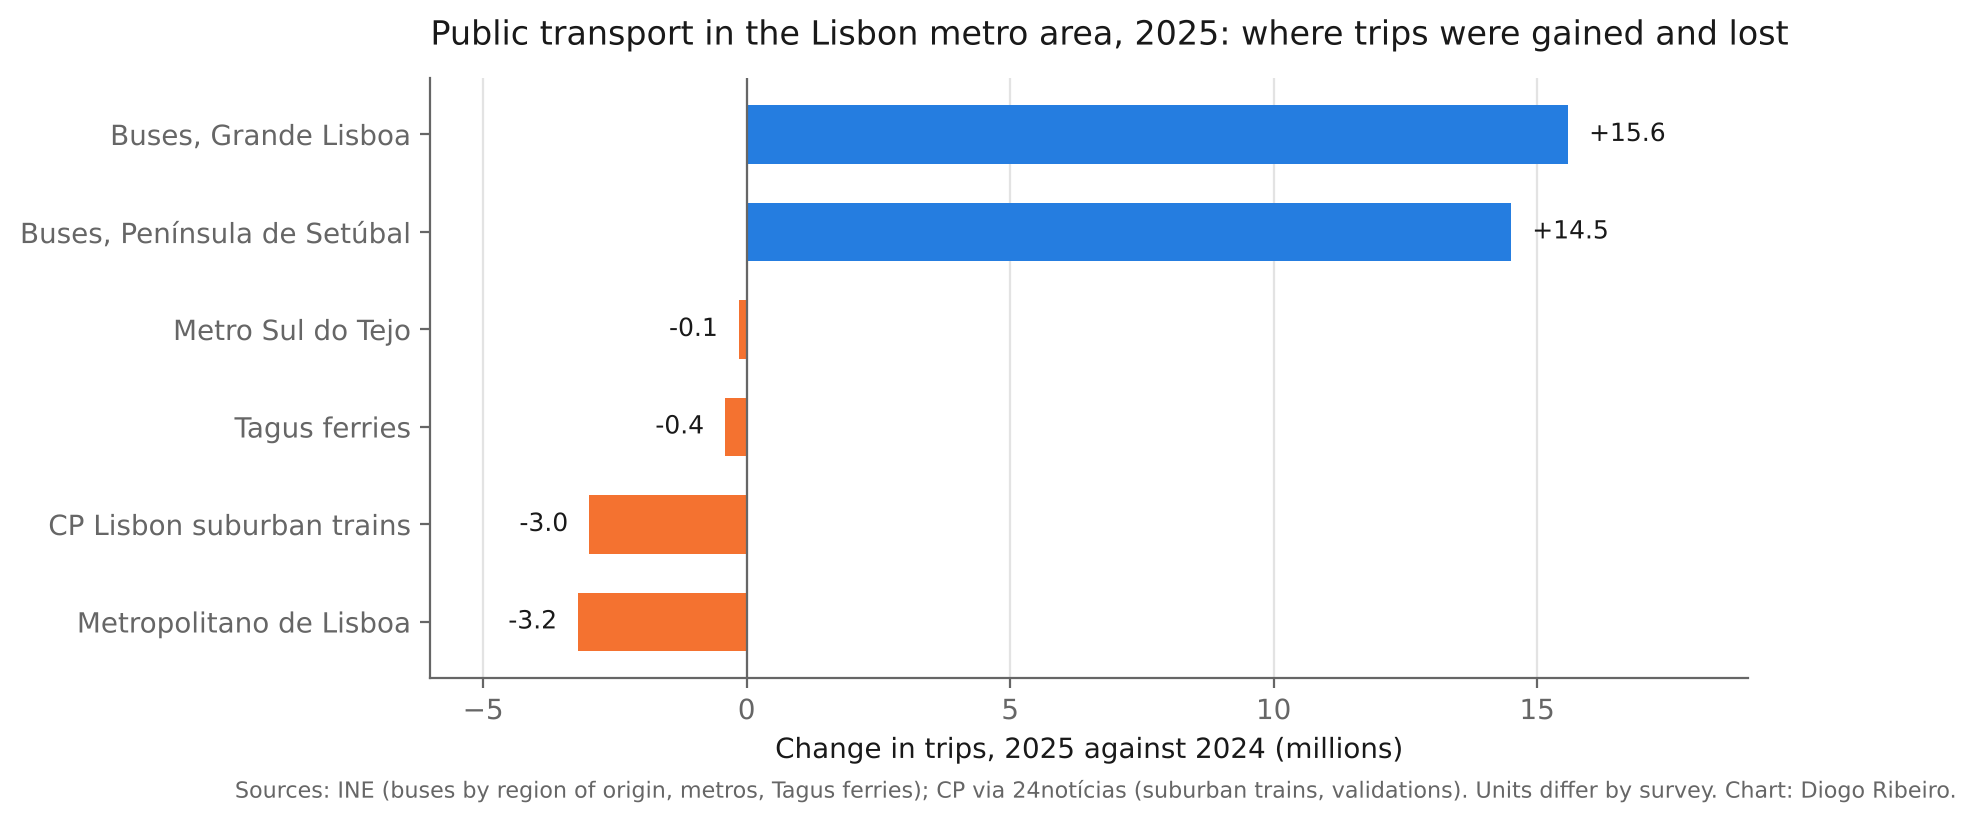 Public transport in the Lisbon metro area, 2025: where trips were gained and lost
Buses, Grande Lisboa
+15.6
Buses, Península de Setúbal
+14.5
Metro Sul do Tejo
-0.1
Tagus ferries
-0.4
CP Lisbon suburban trains
-3.0
Metropolitano de Lisboa
-3.2
−5 0 5 10 15
Change in trips, 2025 against 2024 (millions)
Sources: INE (buses by region of origin, metros, Tagus ferries); CP via 24notícias (suburban trains, validations). Units differ by survey. Chart: Diogo Ribeiro.